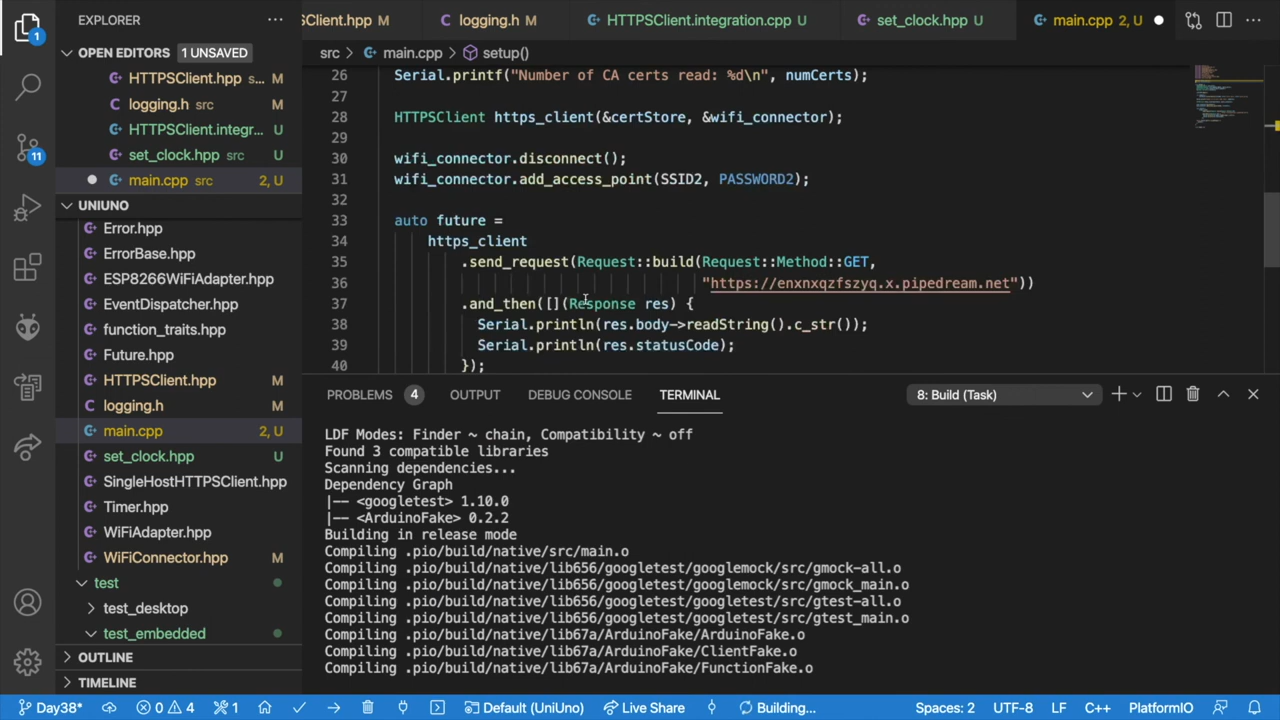 EXPLORER
SClient.hpp M
logging.h M
HTTPSClient.integration.cpp U
set_clock.hpp U
main.cpp 2, U
OPEN EDITORS 1 UNSAVED
HTTPSClient.hpp s... M
logging.h src M
HTTPSClient.integr... U
set_clock.hpp src U
main.cpp src 2, U
UNIUNO
Error.hpp
ErrorBase.hpp
ESP8266WiFiAdapter.hpp
EventDispatcher.hpp
function_traits.hpp
Future.hpp
HTTPSClient.hpp M
logging.h M
main.cpp 2, U
set_clock.hpp U
SingleHostHTTPSClient.hpp
Timer.hpp
WiFiAdapter.hpp
WiFiConnector.hpp M
test
test_desktop
test_embedded
OUTLINE
TIMELINE
1
11
src > main.cpp > setup()
26 Serial.printf("Number of CA certs read: %d\n", numCerts);
27
28 HTTPSClient https_client(&certStore, &wifi_connector);
29
30 wifi_connector.disconnect();
31 wifi_connector.add_access_point(SSID2, PASSWORD2);
32
33 auto future =
34 https_client
35 .send_request(Request::build(Request::Method::GET,
36 "https://enxnxqzfszyq.x.pipedream.net"))
37 .and_then([](Response res) {
38 Serial.println(res.body->readString().c_str());
39 Serial.println(res.statusCode);
40 });
PROBLEMS 4 OUTPUT DEBUG CONSOLE TERMINAL 8: Build (Task)
LDF Modes: Finder ~ chain, Compatibility ~ off
Found 3 compatible libraries
Scanning dependencies...
Dependency Graph
|-- <googletest> 1.10.0
|-- <ArduinoFake> 0.2.2
Building in release mode
Compiling .pio/build/native/src/main.o
Compiling .pio/build/native/lib656/googletest/googlemock/src/gmock-all.o
Compiling .pio/build/native/lib656/googletest/googlemock/src/gmock_main.o
Compiling .pio/build/native/lib656/googletest/googletest/src/gtest-all.o
Compiling .pio/build/native/lib656/googletest/googletest/src/gtest_main.o
Compiling .pio/build/native/lib67a/ArduinoFake/ArduinoFake.o
Compiling .pio/build/native/lib67a/ArduinoFake/ClientFake.o
Compiling .pio/build/native/lib67a/ArduinoFake/FunctionFake.o
Day38* 0 4 1 Default (UniUno) Live Share Building... Spaces: 2 UTF-8 LF C++ PlatformIO